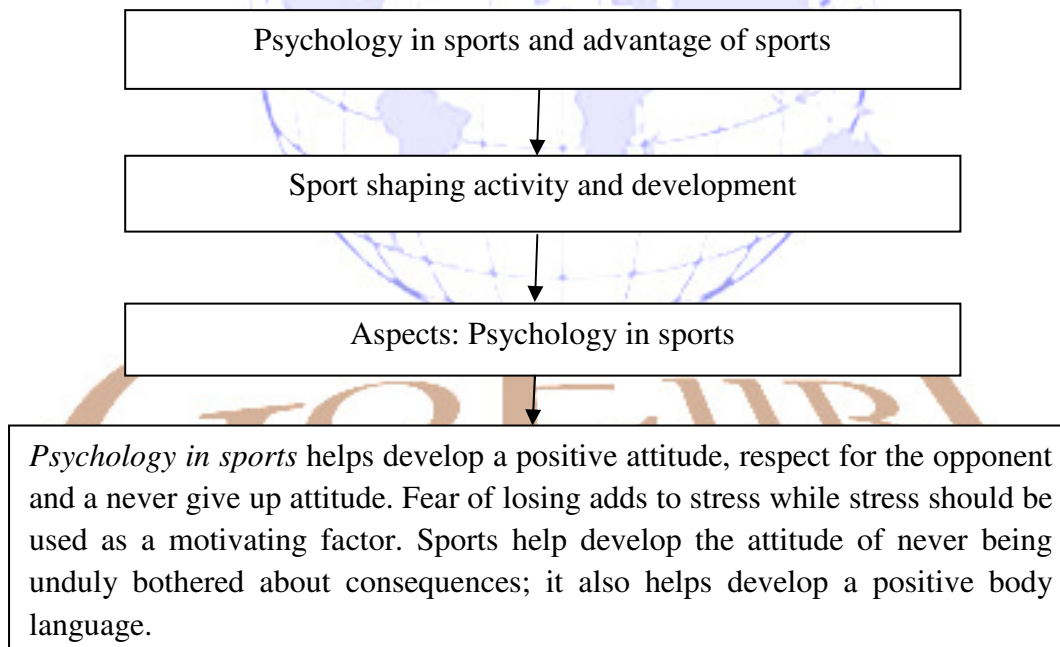 Psychology in sports and advantage of sports
Sport shaping activity and development
Aspects: Psychology in sports
Psychology in sports helps develop a positive attitude, respect for the opponent
and a never give up attitude. Fear of losing adds to stress while stress should be
used as a motivating factor. Sports help develop the attitude of never being
unduly bothered about consequences; it also helps develop a positive body
language.